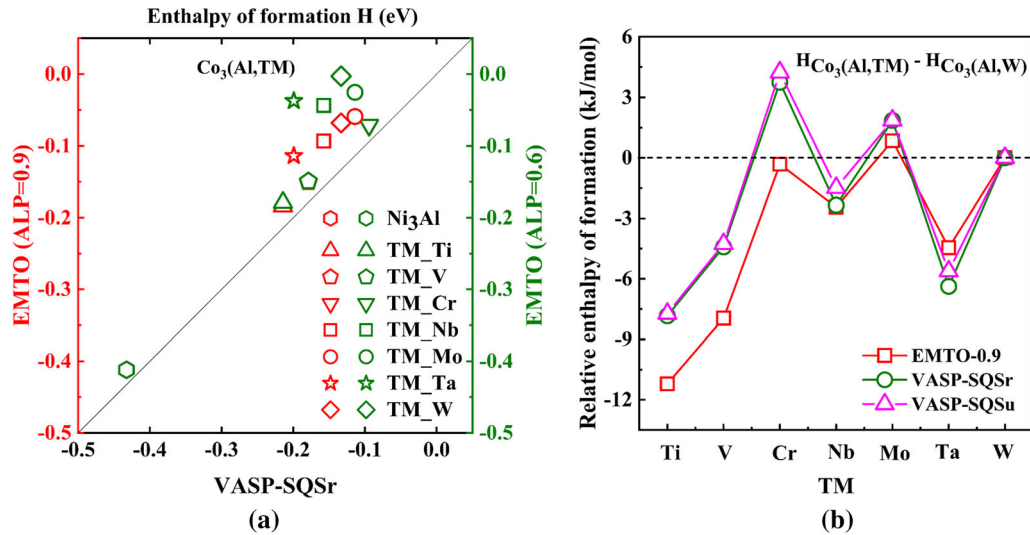 Enthalpy of formation H (eV)
Co3(Al,TM)
0.0
-0.1
-0.2
-0.3
-0.4
-0.5
EMTO (ALP=0.9)
0.0
-0.1
-0.2
-0.3
-0.4
-0.5
EMTO (ALP=0.6)
Ni3Al
TM_Ti
TM_V
TM_Cr
TM_Nb
TM_Mo
TM_Ta
TM_W
-0.5 -0.4 -0.3 -0.2 -0.1 0.0
VASP-SQSr
(a)
HCo3(Al,TM) - HCo3(Al,W)
6
3
0
-3
-6
-9
-12
Relative enthalpy of formation (kJ/mol)
EMTO-0.9
VASP-SQSr
VASP-SQSu
Ti V Cr Nb Mo Ta W
TM
(b)